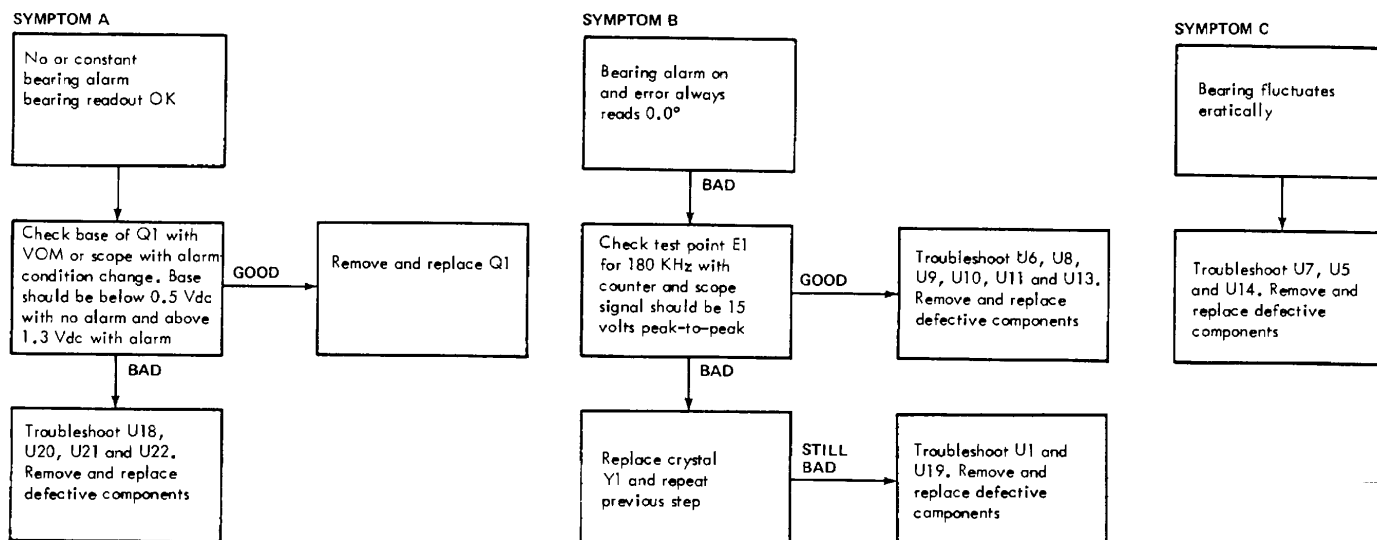 SYMPTOM A
No or constant
bearing alarm
bearing readout OK
Check base of Q1 with
VOM or scope with alarm
condition change. Base
should be below 0.5 Vdc
with no alarm and above
1.3 Vdc with alarm
GOOD
Remove and replace Q1
BAD
Troubleshoot U18,
U20, U21 and U22.
Remove and replace
defective components
SYMPTOM B
Bearing alarm on
and error always
reads 0.0°
BAD
Check test point E1
for 180 KHz with
counter and scope
signal should be 15
volts peak-to-peak
GOOD
Troubleshoot U6, U8,
U9, U10, U11 and U13.
Remove and replace
defective components
BAD
Replace crystal
Y1 and repeat
previous step
STILL
BAD
Troubleshoot U1 and
U19. Remove and
replace defective
components
SYMPTOM C
Bearing fluctuates
eratically
Troubleshoot U7, U5
and U14. Remove and
replace defective
components